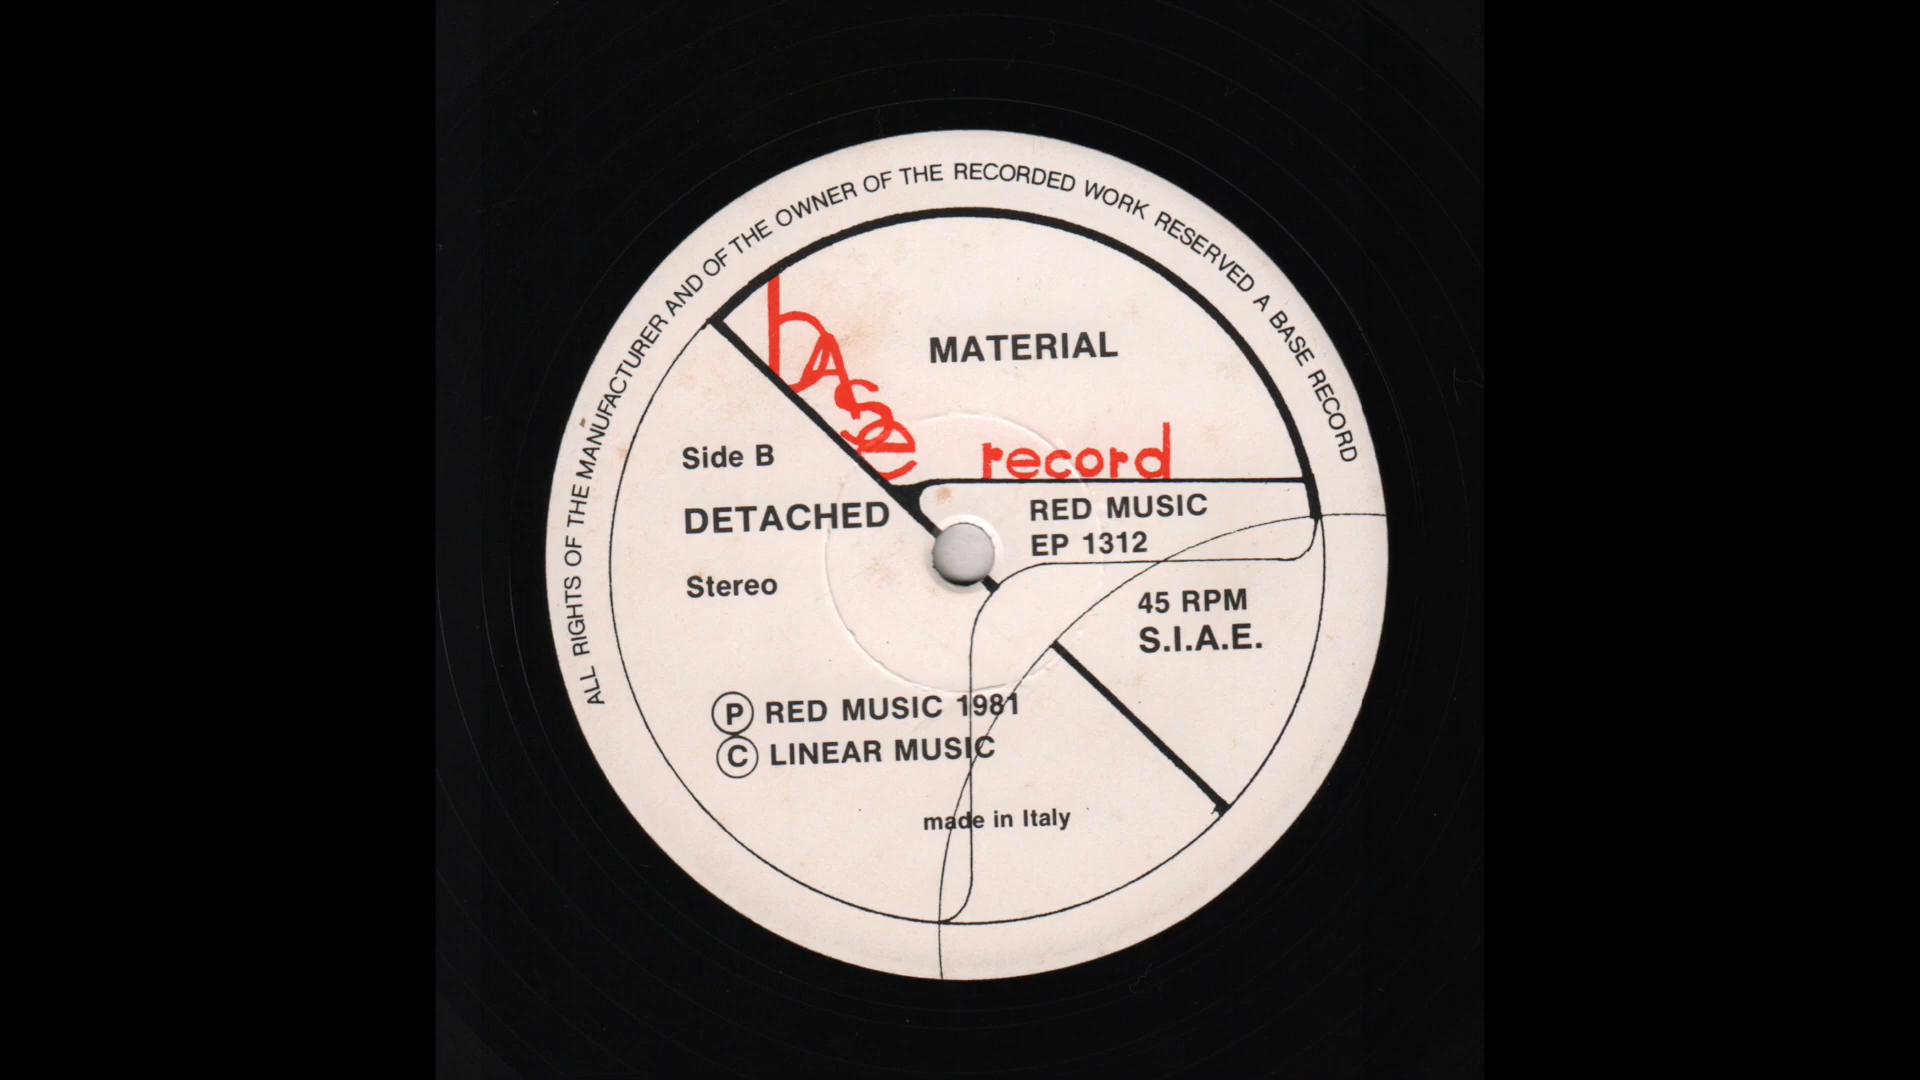 ALL RIGHTS OF THE MANUFACTURER AND OF THE OWNER OF THE RECORDED WORK RESERVED A BASE RECORD
MATERIAL
bAse
record
Side B
DETACHED
Stereo
RED MUSIC
EP 1312
45 RPM
S.I.A.E.
Ⓟ RED MUSIC 1981
Ⓒ LINEAR MUSIC
made in Italy